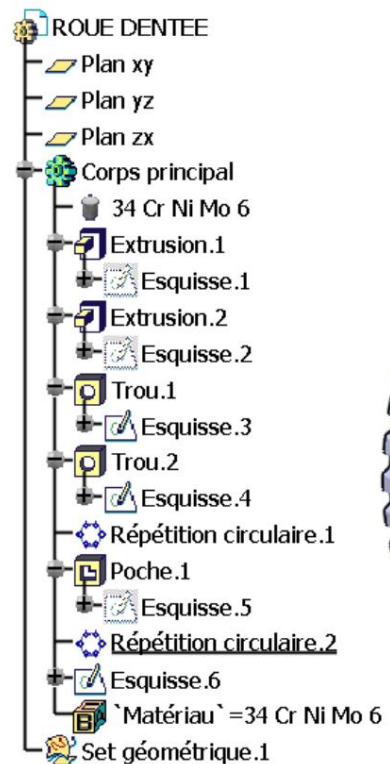 ROUE DENTEE
Plan xy
Plan yz
Plan zx
Corps principal
34 Cr Ni Mo 6
Extrusion.1
Esquisse.1
Extrusion.2
Esquisse.2
Trou.1
Esquisse.3
Trou.2
Esquisse.4
Répétition circulaire.1
Poche.1
Esquisse.5
Répétition circulaire.2
Esquisse.6
`Matériau`=34 Cr Ni Mo 6
Set géométrique.1